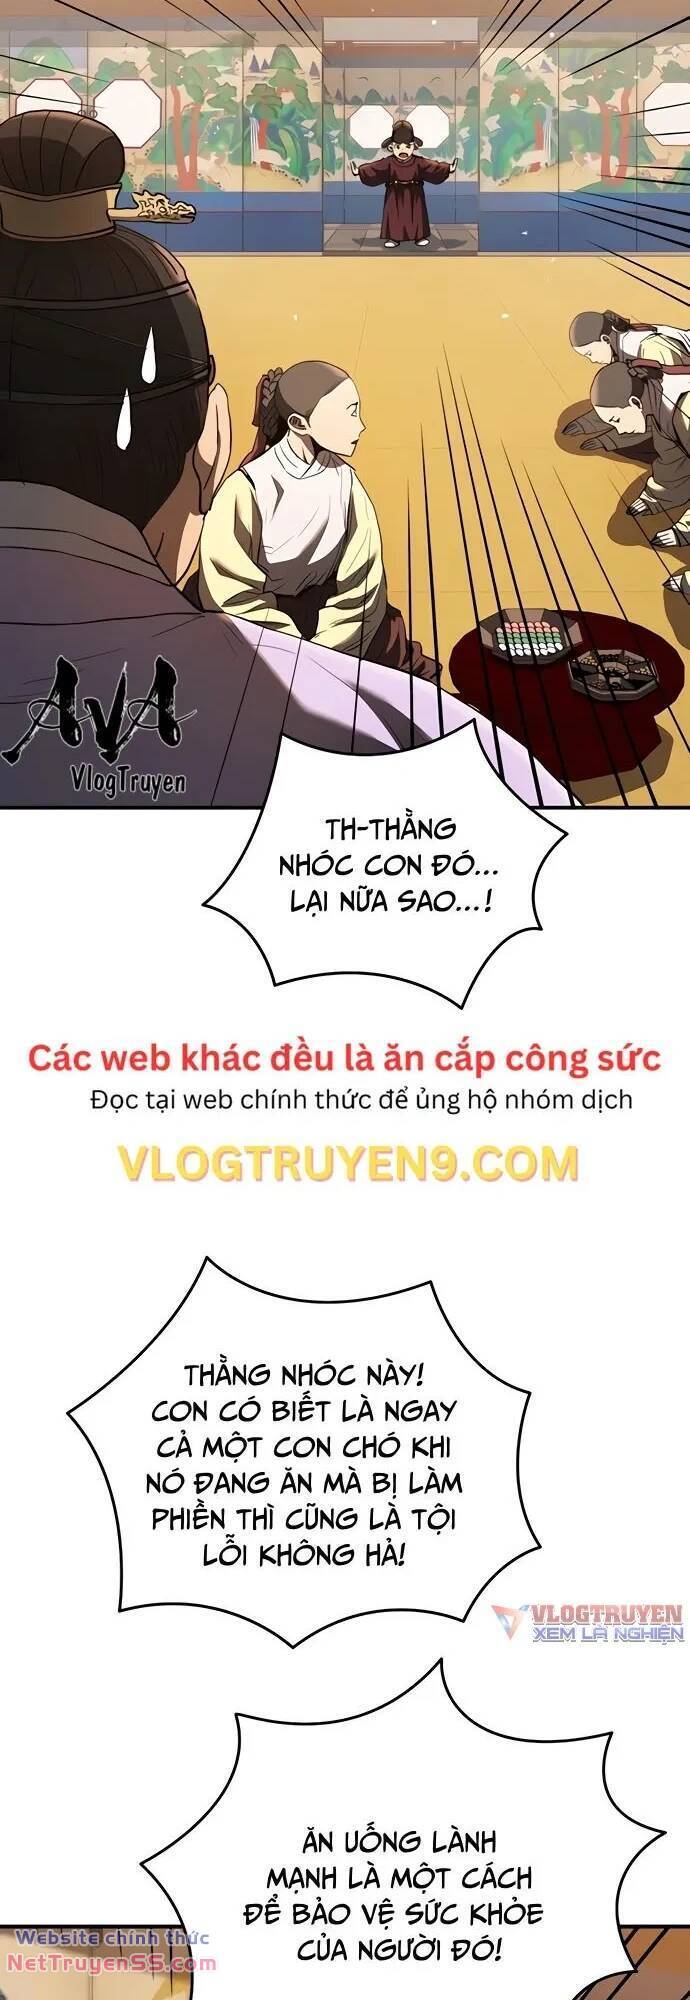 AVA
VlogTruyen
TH-THẰNG
NHÓC CON ĐÓ...
LẠI NỮA SAO...!
Các web khác đều là ăn cắp công sức
Đọc tại web chính thức để ủng hộ nhóm dịch
VLOGTRUYEN9.COM
THẰNG NHÓC NÀY!
CON CÓ BIẾT LÀ NGAY
CẢ MỘT CON CHÓ KHI
NÓ ĐANG ĂN MÀ BỊ LÀM
PHIỀN THÌ CŨNG LÀ TỘI
LỖI KHÔNG HẢ!
VLOGTRUYEN
XEM LÀ NGHIỆN
ĂN UỐNG LÀNH
MẠNH LÀ MỘT CÁCH
ĐỂ BẢO VỆ SỨC KHỎE
CỦA NGƯỜI ĐÓ!
Website chính thức
NetTruyenSS.com